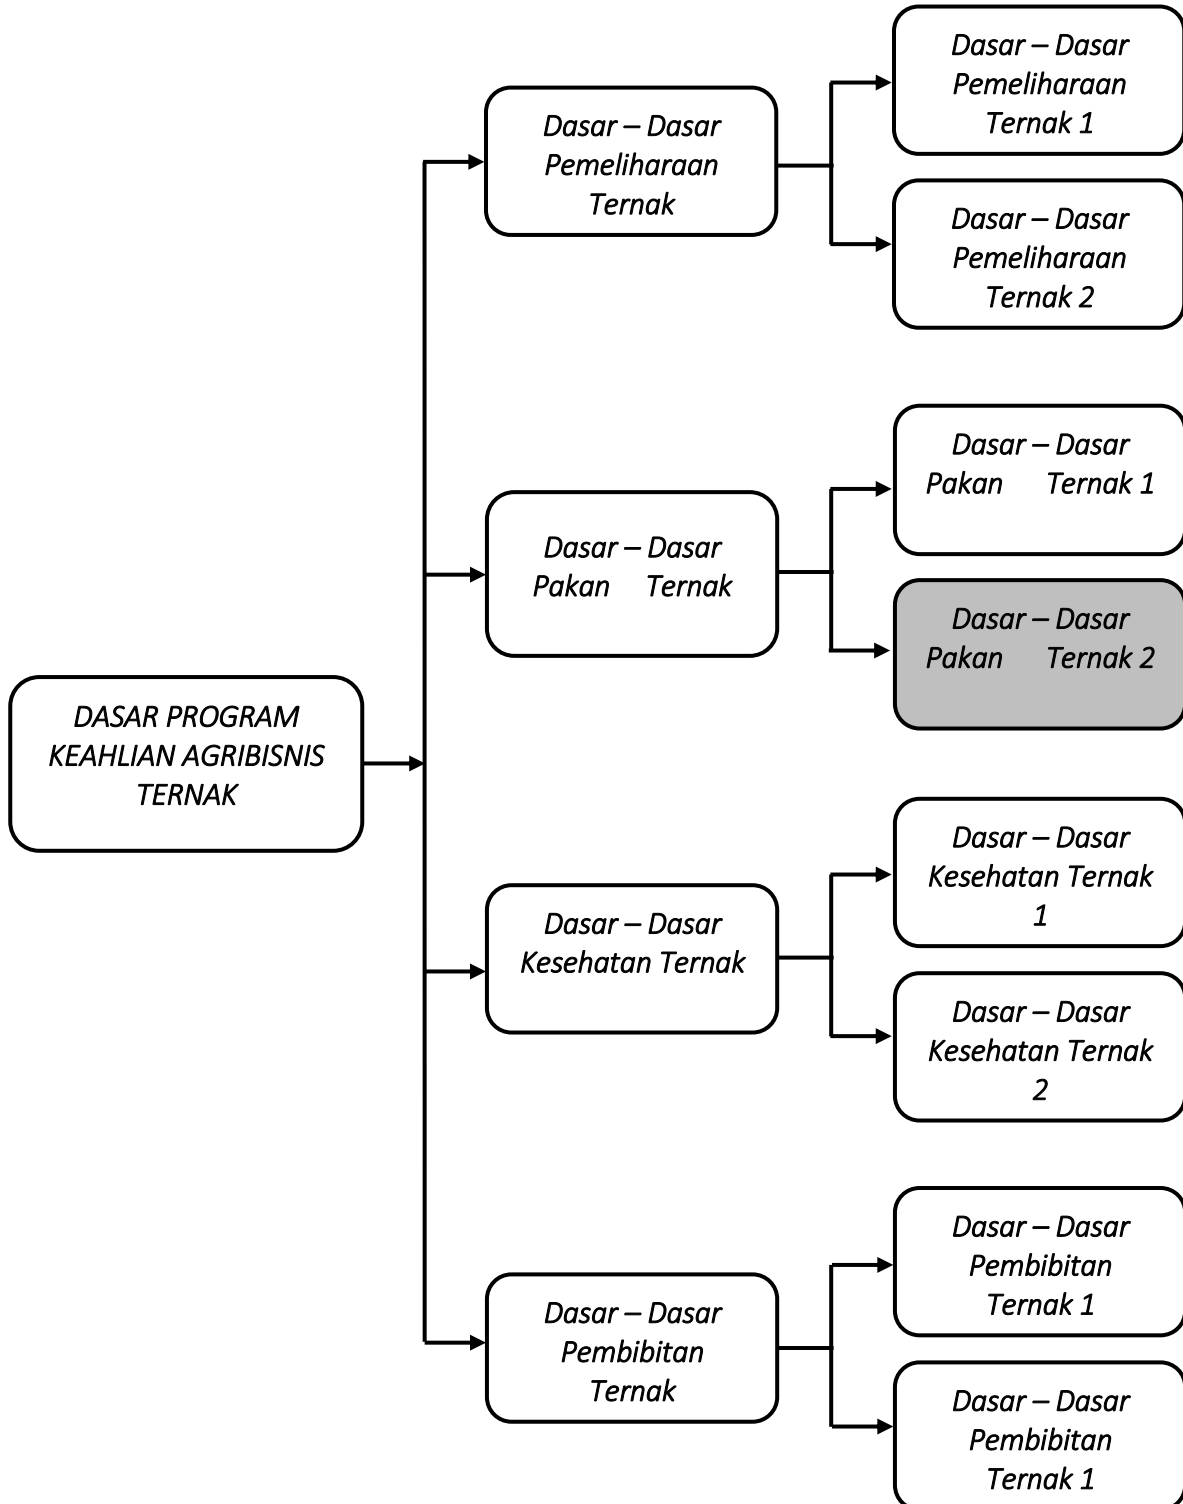 Dasar – Dasar
Pemeliharaan
Ternak 1
Dasar – Dasar
Pemeliharaan
Ternak
Dasar – Dasar
Pemeliharaan
Ternak 2
Dasar – Dasar
Pakan Ternak 1
Dasar – Dasar
Pakan Ternak
Dasar – Dasar
Pakan Ternak 2
DASAR PROGRAM
KEAHLIAN AGRIBISNIS
TERNAK
Dasar – Dasar
Kesehatan Ternak
1
Dasar – Dasar
Kesehatan Ternak
Dasar – Dasar
Kesehatan Ternak
2
Dasar – Dasar
Pembibitan
Ternak 1
Dasar – Dasar
Pembibitan
Ternak
Dasar – Dasar
Pembibitan
Ternak 1